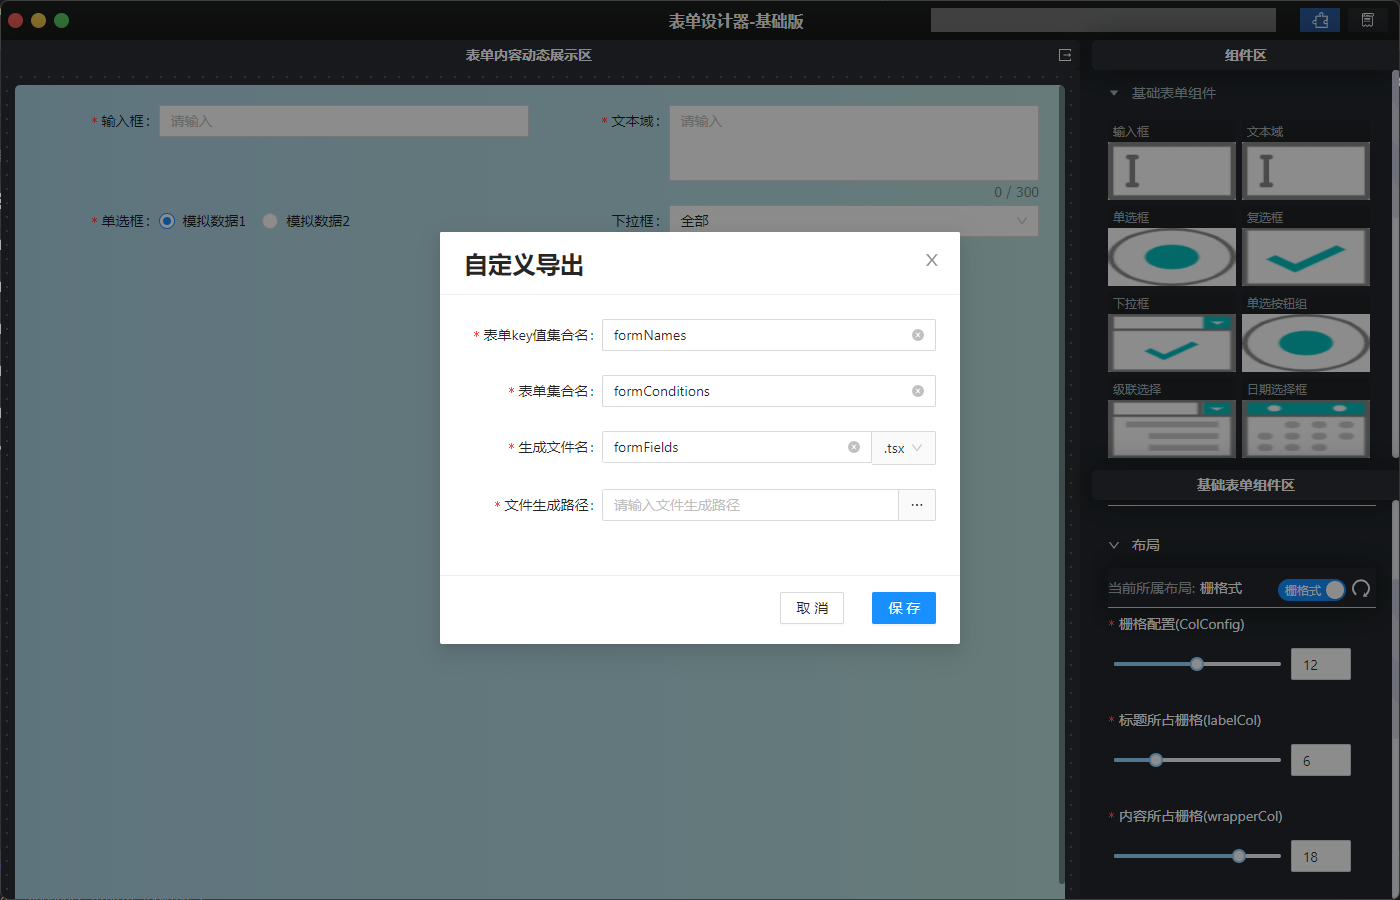 表单设计器-基础版
表单内容动态展示区
* 输入框: 请输入
* 文本域: 请输入
0 / 300
* 单选框: 模拟数据1 模拟数据2
下拉框: 全部
自定义导出
* 表单key值集合名: formNames
* 表单集合名: formConditions
* 生成文件名: formFields .tsx
* 文件生成路径: 请输入文件生成路径 ···
取 消 保 存
组件区
基础表单组件
输入框 文本域
单选框 复选框
下拉框 单选按钮组
级联选择 日期选择框
基础表单组件区
布局
当前所属布局: 栅格式 栅格式
* 栅格配置(ColConfig)
12
* 标题所占栅格(labelCol)
6
* 内容所占栅格(wrapperCol)
18